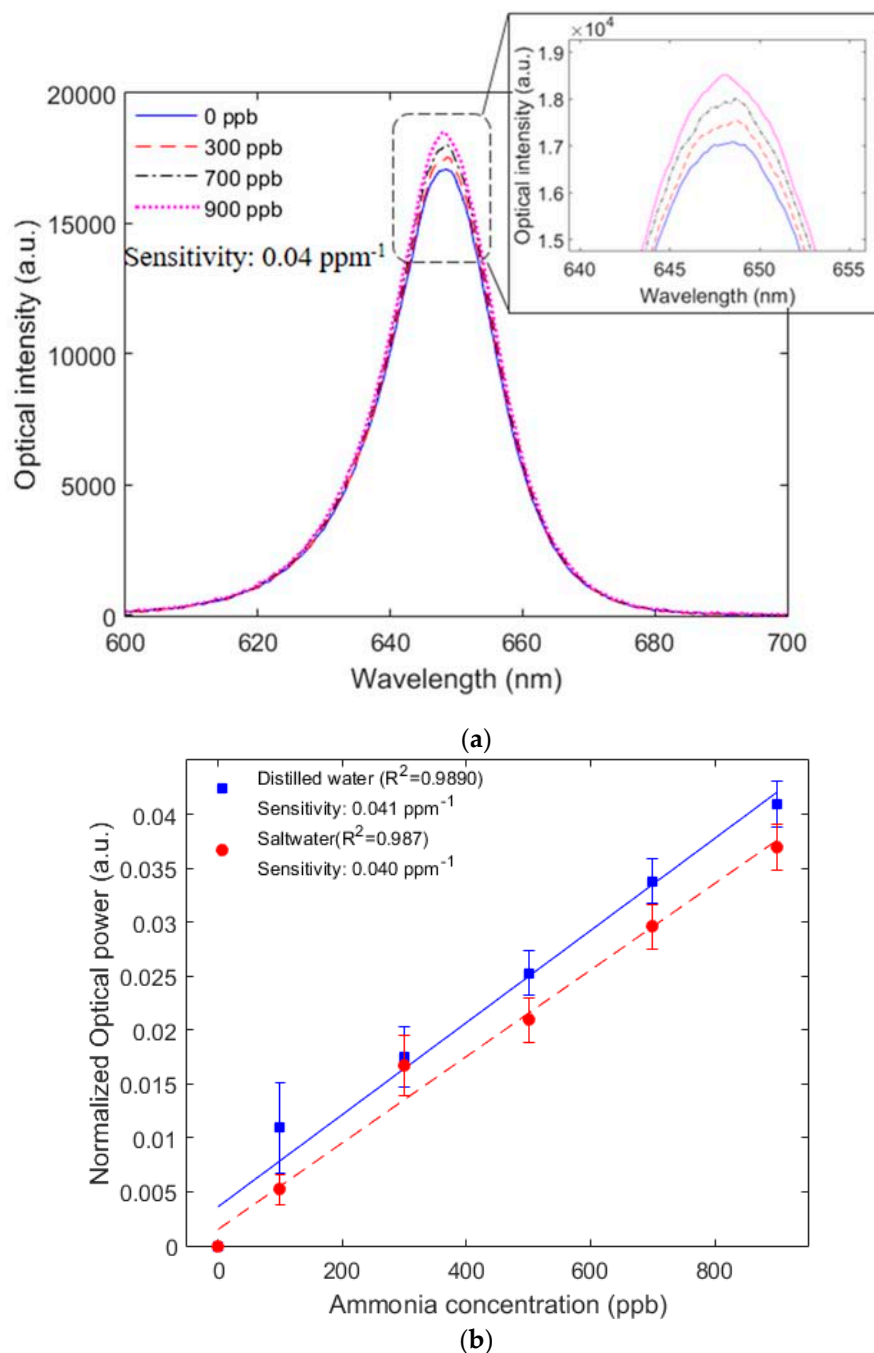 ×10⁴
1.9
1.8
1.7
1.6
1.5
Optical intensity (a.u.)
640 645 650 655
Wavelength (nm)
20000
15000
10000
5000
0
Optical intensity (a.u.)
0 ppb
300 ppb
700 ppb
900 ppb
Sensitivity: 0.04 ppm⁻¹
600 620 640 660 680 700
Wavelength (nm)
(a)
Distilled water (R²=0.9890)
Sensitivity: 0.041 ppm⁻¹
Saltwater(R²=0.987)
Sensitivity: 0.040 ppm⁻¹
0.04
0.035
0.03
0.025
0.02
0.015
0.01
0.005
0
Normalized Optical power (a.u.)
0 200 400 600 800
Ammonia concentration (ppb)
(b)